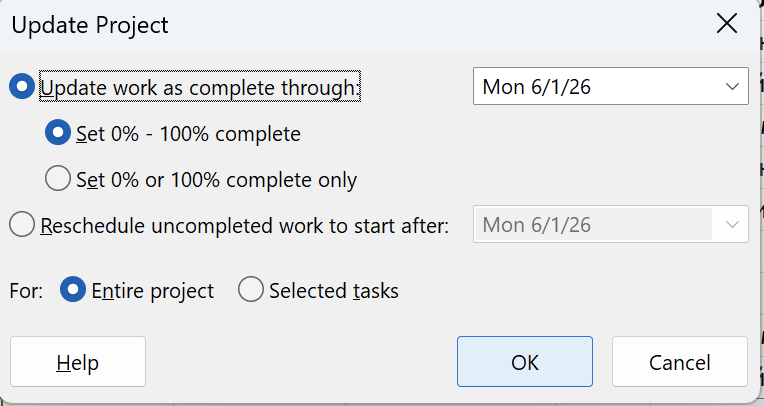 Update Project
Update work as complete through: Mon 6/1/26
Set 0% - 100% complete
Set 0% or 100% complete only
Reschedule uncompleted work to start after: Mon 6/1/26
For: Entire project Selected tasks
Help OK Cancel